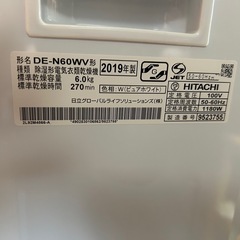 形名 DE-N60WV形
種類 除湿形電気衣類乾燥機
標準乾燥容量 6.0kg
標準乾燥時間 270min
2019年製
色相:W(ピュアホワイト)
日立グローバルライフソリューションズ(株)
JET
HITACHI
定格電圧 100V
定格周波数 50-60Hz
定格消費電力 1180W
製造番号 9523755